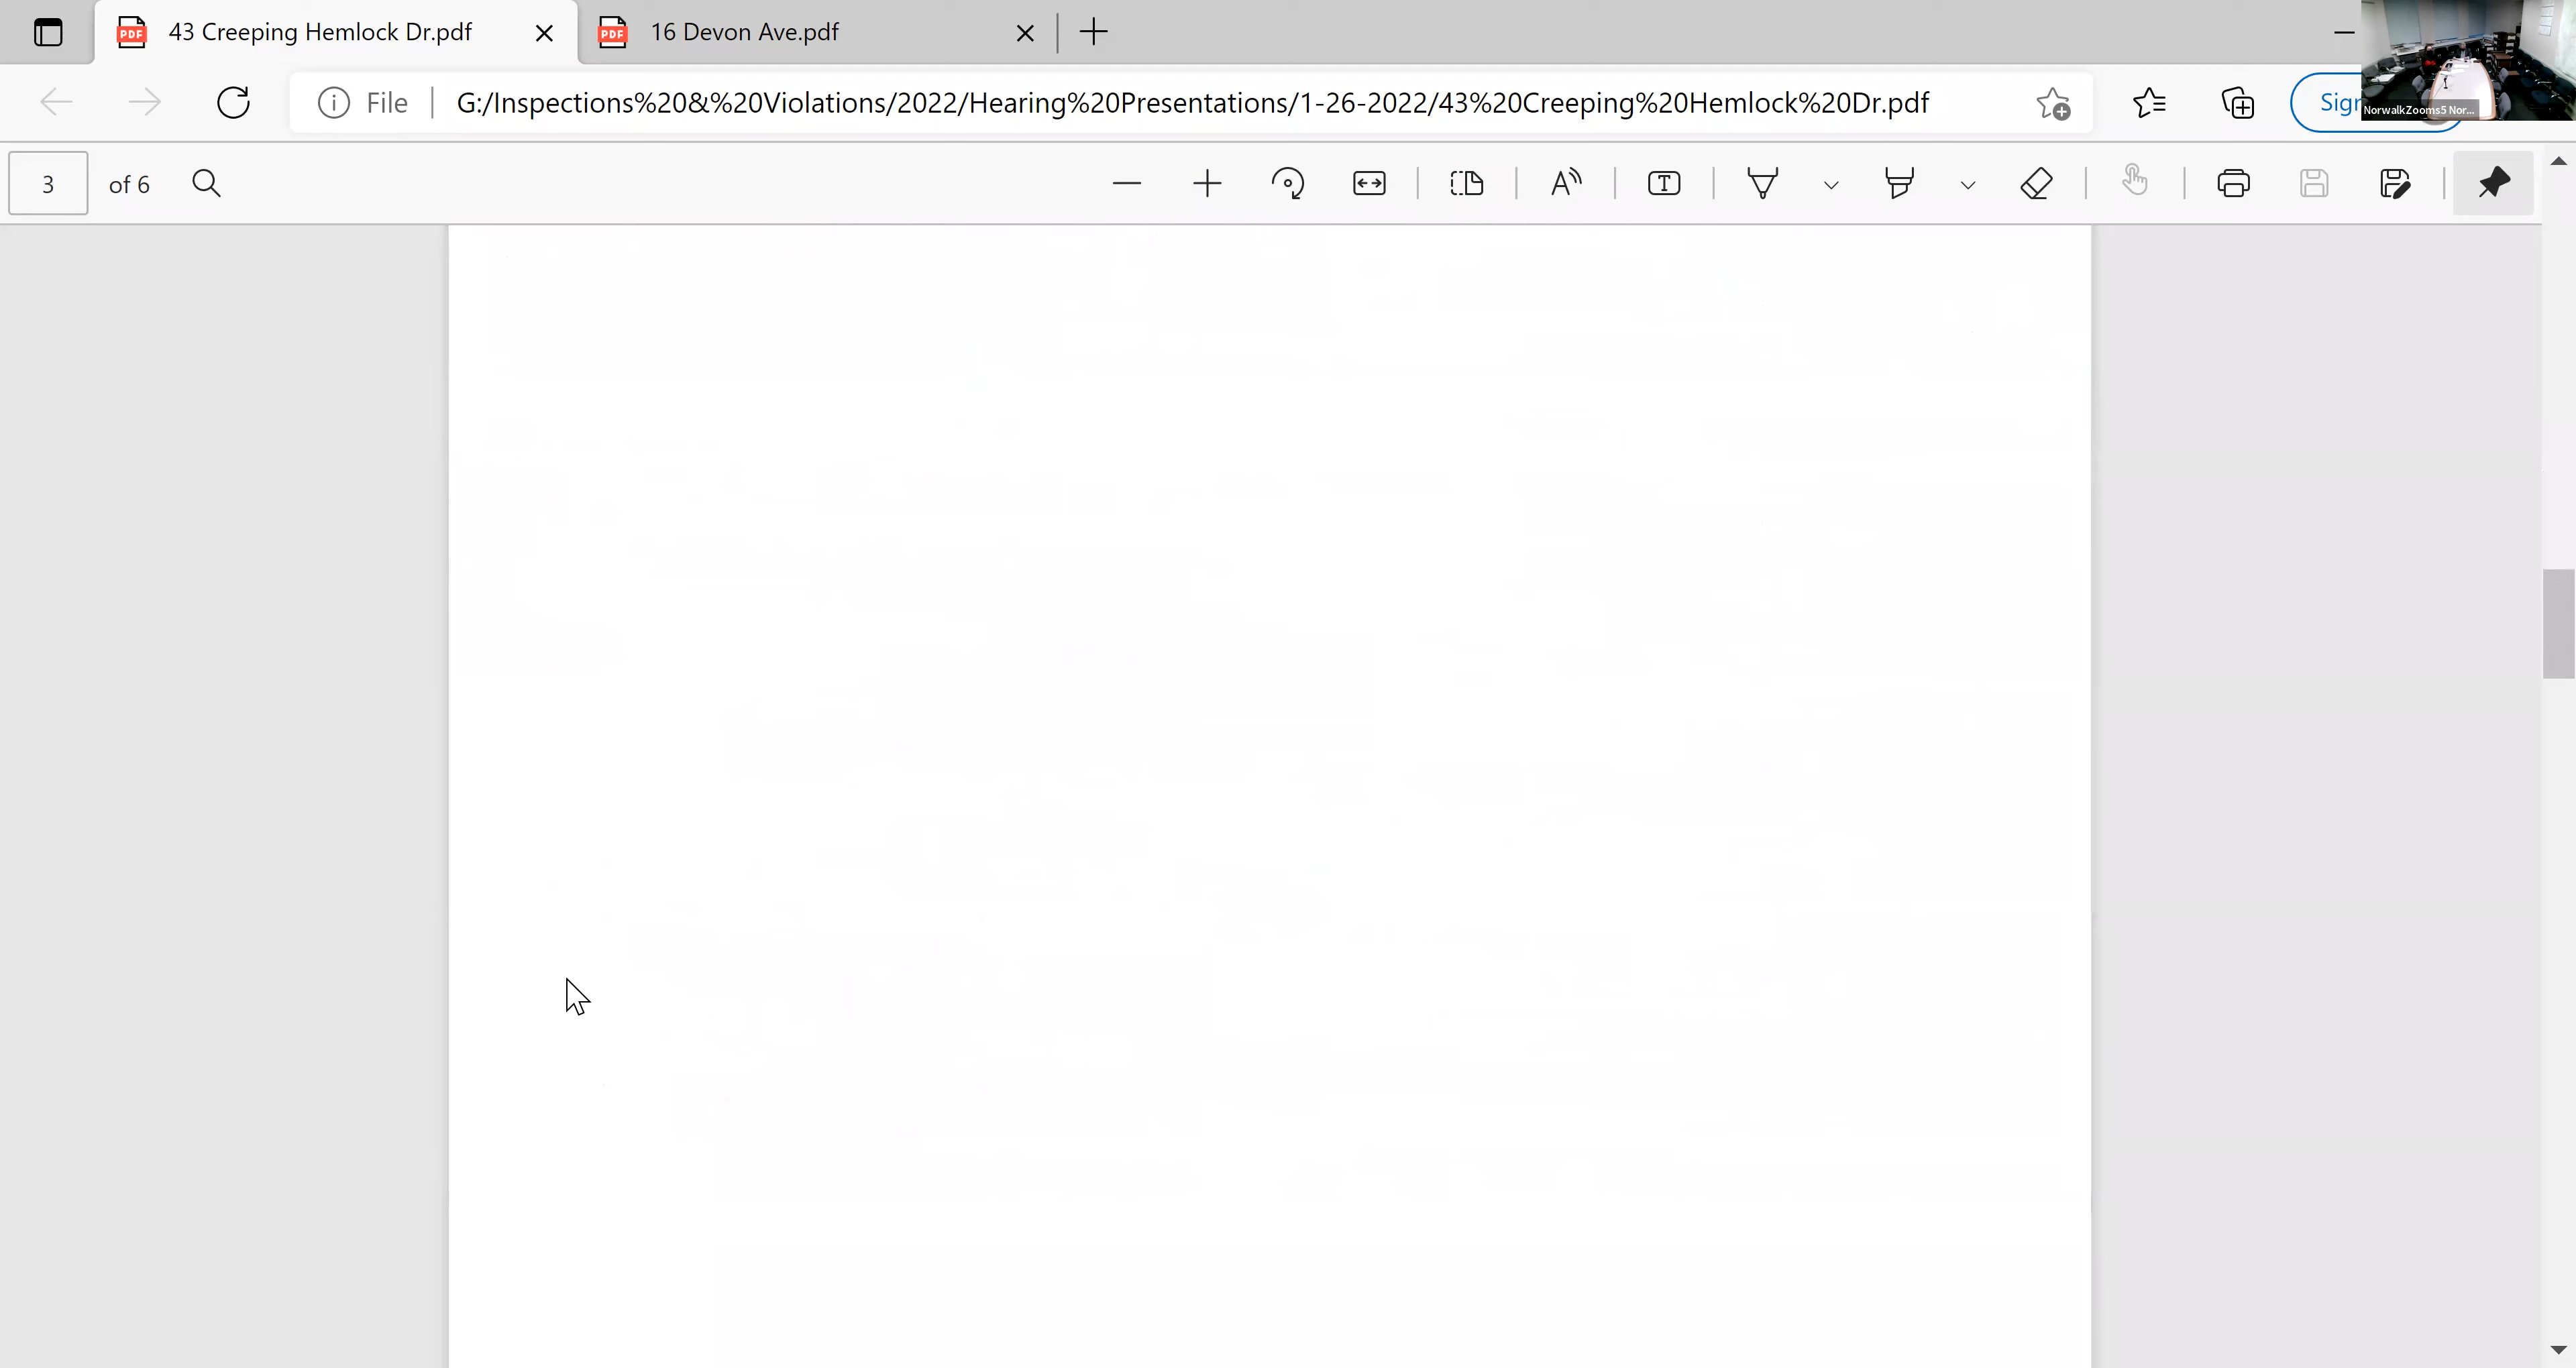 43 Creeping Hemlock Dr.pdf
16 Devon Ave.pdf
File
G:/Inspections%20&%20Violations/2022/Hearing%20Presentations/1-26-2022/43%20Creeping%20Hemlock%20Dr.pdf
Sign
NorwalkZooms5 Nor...
3 of 6